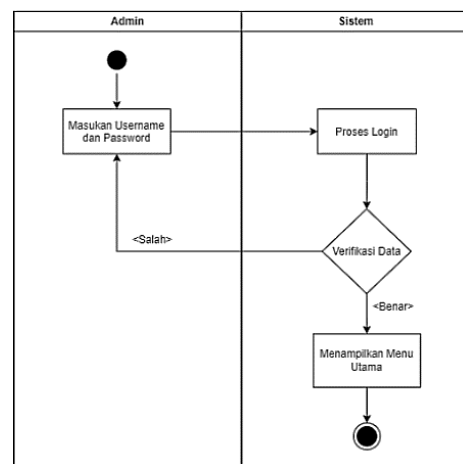 Admin
Sistem
Masukan Username
dan Password
Proses Login
<Salah>
Verifikasi Data
<Benar>
Menampilkan Menu
Utama